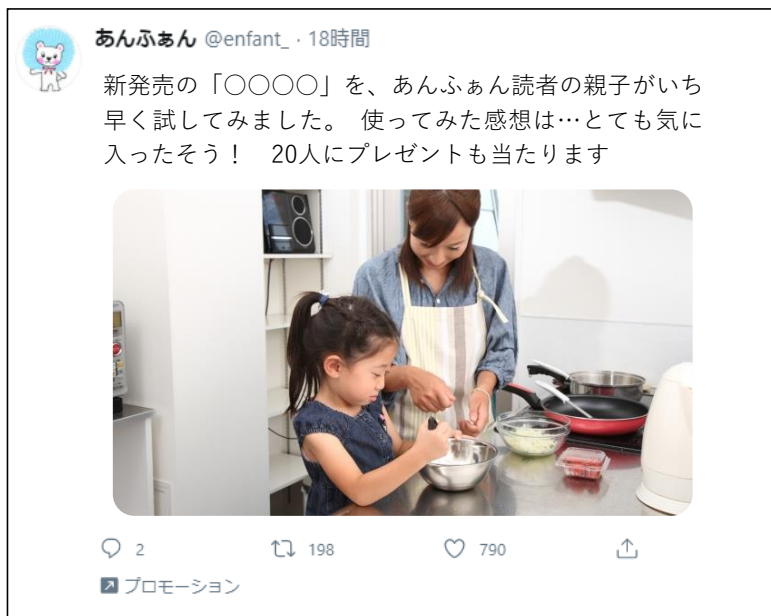 あんふぁん @enfant_ · 18時間
新発売の「○○○○」を、あんふぁん読者の親子がいち
早く試してみました。 使ってみた感想は…とても気に
入ったそう！ 20人にプレゼントも当たります
2 198 790
プロモーション